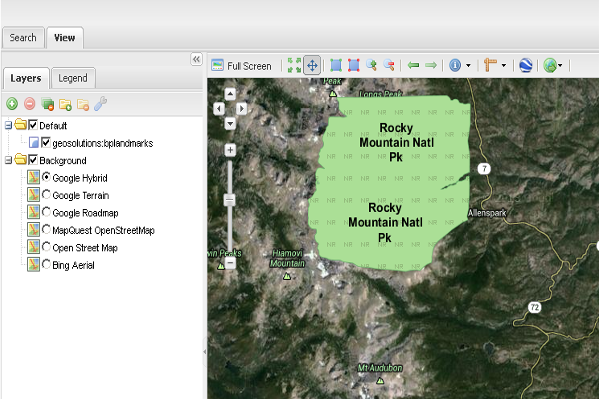 Search
View
Full Screen
Layers
Legend
Default
geosolutions:bplandmarks
Background
Google Hybrid
Google Terrain
Google Roadmap
MapQuest OpenStreetMap
Open Street Map
Bing Aerial
Peak
Longs Peak
Rocky
Mountain Natl
Pk
7
Rocky
Mountain Natl
Pk
Allenspark
win Peaks
Hiamovi
Mountain
72
Mt Audubon